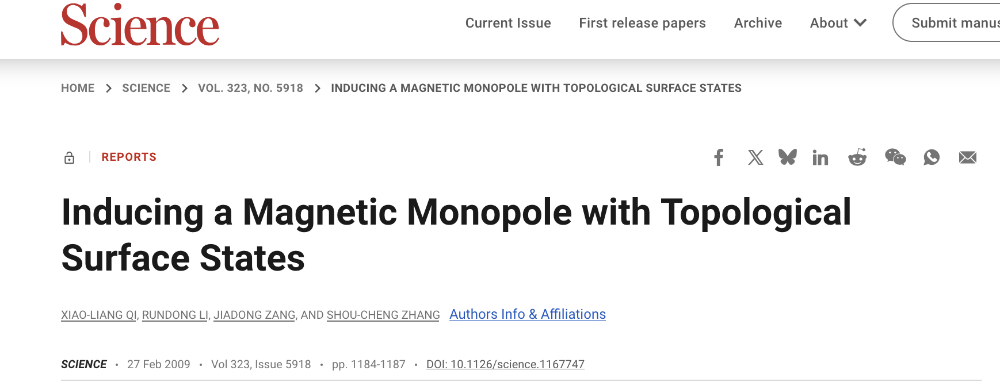 Science
Current Issue First release papers Archive About Submit manus
HOME > SCIENCE > VOL. 323, NO. 5918 > INDUCING A MAGNETIC MONOPOLE WITH TOPOLOGICAL SURFACE STATES
REPORTS
Inducing a Magnetic Monopole with Topological
Surface States
XIAO-LIANG QI, RUNDONG LI, JIADONG ZANG, AND SHOU-CHENG ZHANG Authors Info & Affiliations
SCIENCE • 27 Feb 2009 • Vol 323, Issue 5918 • pp. 1184-1187 • DOI: 10.1126/science.1167747